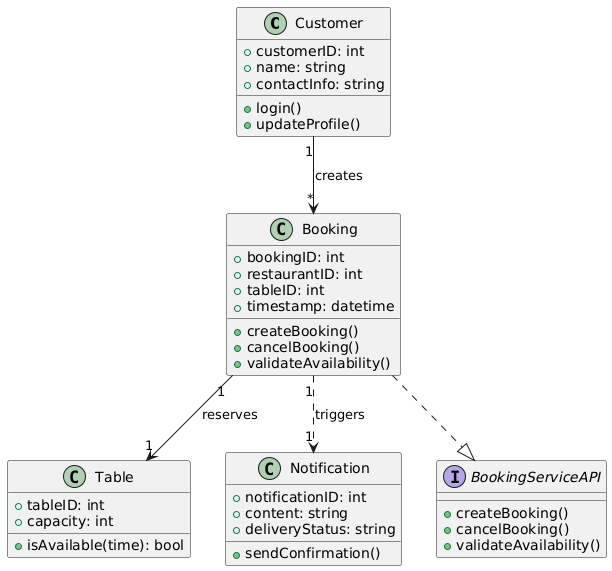 C Customer
customerID: int
name: string
contactInfo: string
login()
updateProfile()
1
creates
*
C Booking
bookingID: int
restaurantID: int
tableID: int
timestamp: datetime
createBooking()
cancelBooking()
validateAvailability()
1 1
reserves triggers
1 1
C Table
tableID: int
capacity: int
isAvailable(time): bool
C Notification
notificationID: int
content: string
deliveryStatus: string
sendConfirmation()
I BookingServiceAPI
createBooking()
cancelBooking()
validateAvailability()